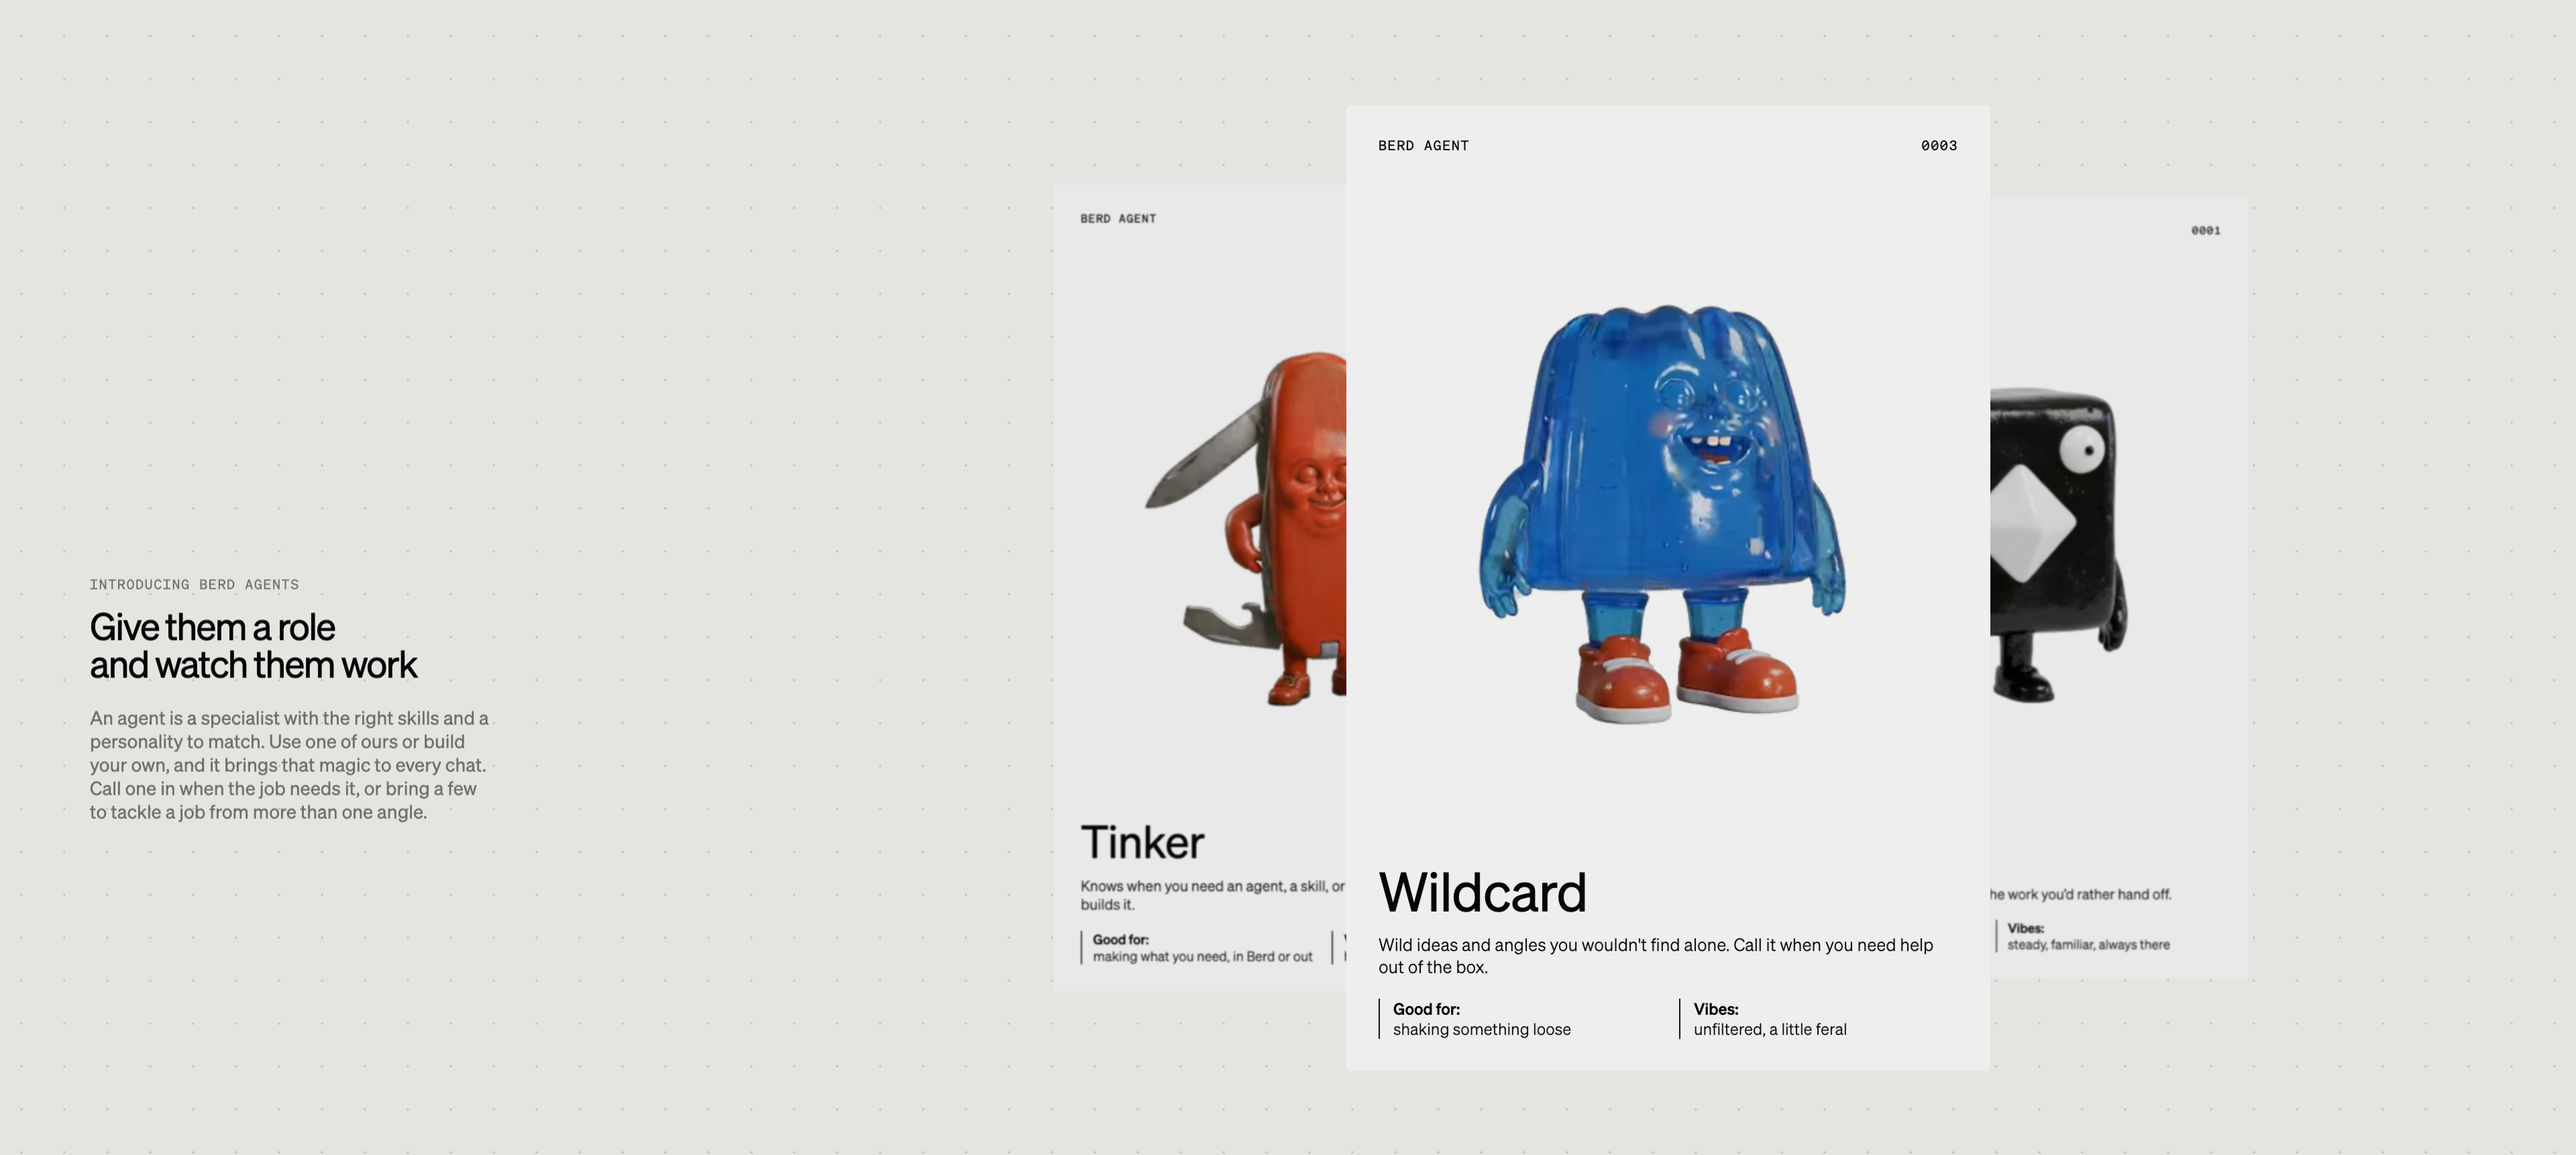 INTRODUCING BERD AGENTS
Give them a role
and watch them work
An agent is a specialist with the right skills and a
personality to match. Use one of ours or build
your own, and it brings that magic to every chat.
Call one in when the job needs it, or bring a few
to tackle a job from more than one angle.
BERD AGENT
Tinker
Knows when you need an agent, a skill, or
builds it.
Good for:
making what you need, in Berd or out
BERD AGENT 0003
Wildcard
Wild ideas and angles you wouldn't find alone. Call it when you need help
out of the box.
Good for:
shaking something loose
Vibes:
unfiltered, a little feral
0001
work you'd rather hand off.
Vibes:
steady, familiar, always there